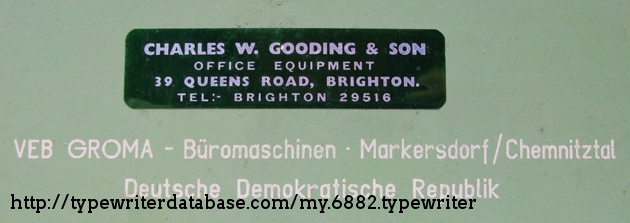 CHARLES W. GOODING & SON
OFFICE EQUIPMENT
39 QUEENS ROAD, BRIGHTON.
TEL:- BRIGHTON 29516
VEB GROMA - Büromaschinen · Markersdorf/Chemnitztal
Deutsche Demokratische Republik
http://typewriterdatabase.com/my.6882.typewriter